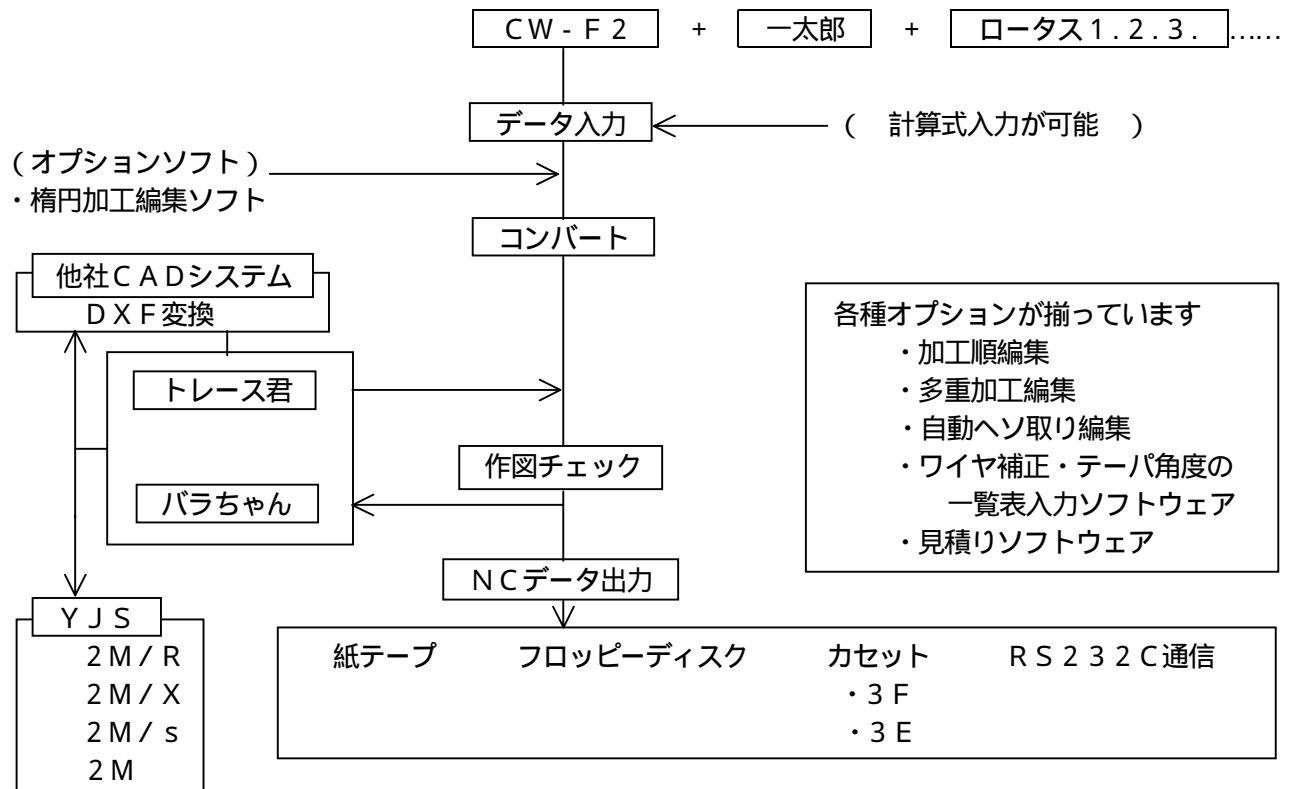 ＣＷ-Ｆ２ + 一太郎 + ロータス１.２.３. ……
データ入力 ( 計算式入力が可能 )
(オプションソフト)
・楕円加工編集ソフト
コンバート
他社ＣＡＤシステム
ＤＸＦ変換
トレース君
バラちゃん
作図チェック
ＮＣデータ出力
各種オプションが揃っています
・加工順編集
・多重加工編集
・自動ヘソ取り編集
・ワイヤ補正・テーパ角度の
一覧表入力ソフトウェア
・見積りソフトウェア
ＹＪＳ
２Ｍ/Ｒ
２Ｍ/Ｘ
２Ｍ/ｓ
２Ｍ
紙テープ フロッピーディスク カセット ＲＳ２３２Ｃ通信
・３Ｆ
・３Ｅ